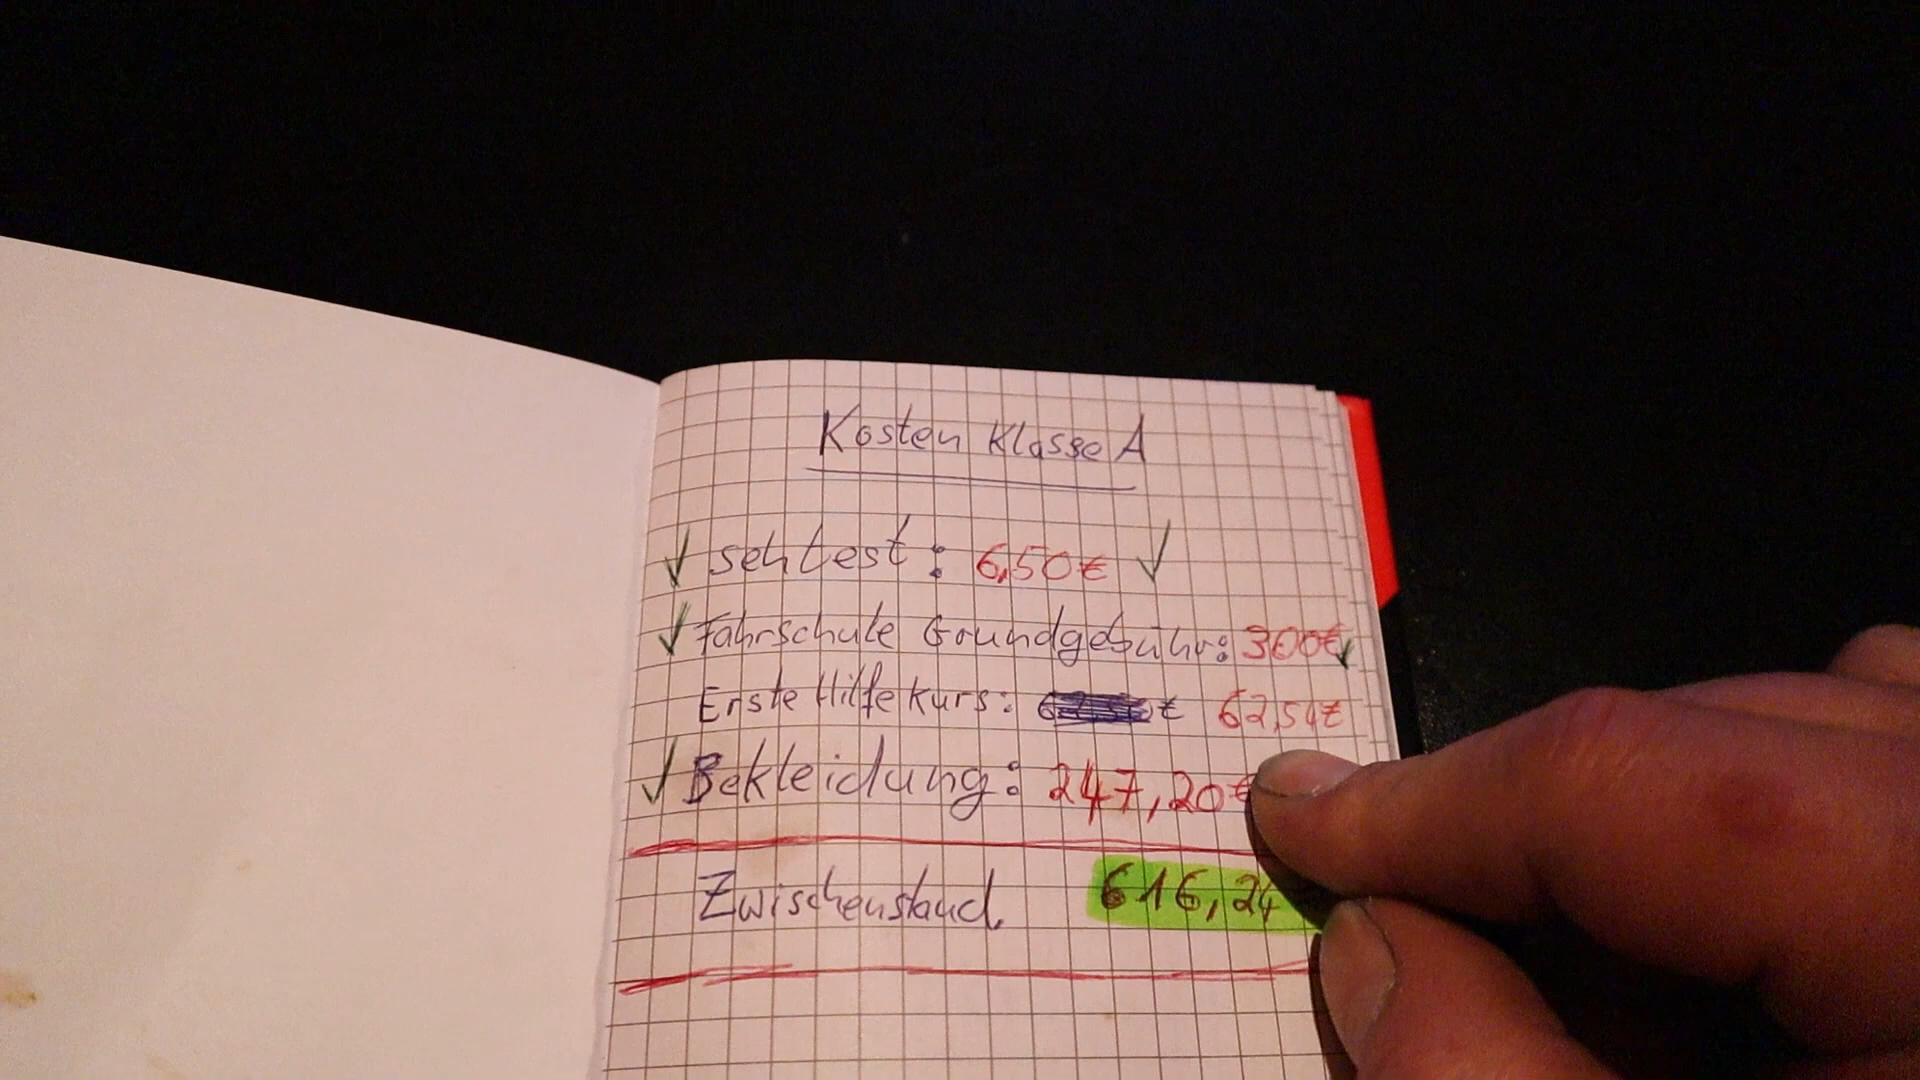 Kosten Klasse A
✓ Sehtest: 6,50€ ✓
✓ Fahrschule Grundgebühr: 300€ ✓
Erste Hilfe Kurs: € 62,54€
✓ Bekleidung: 247,20€
Zwischenstand 616,24